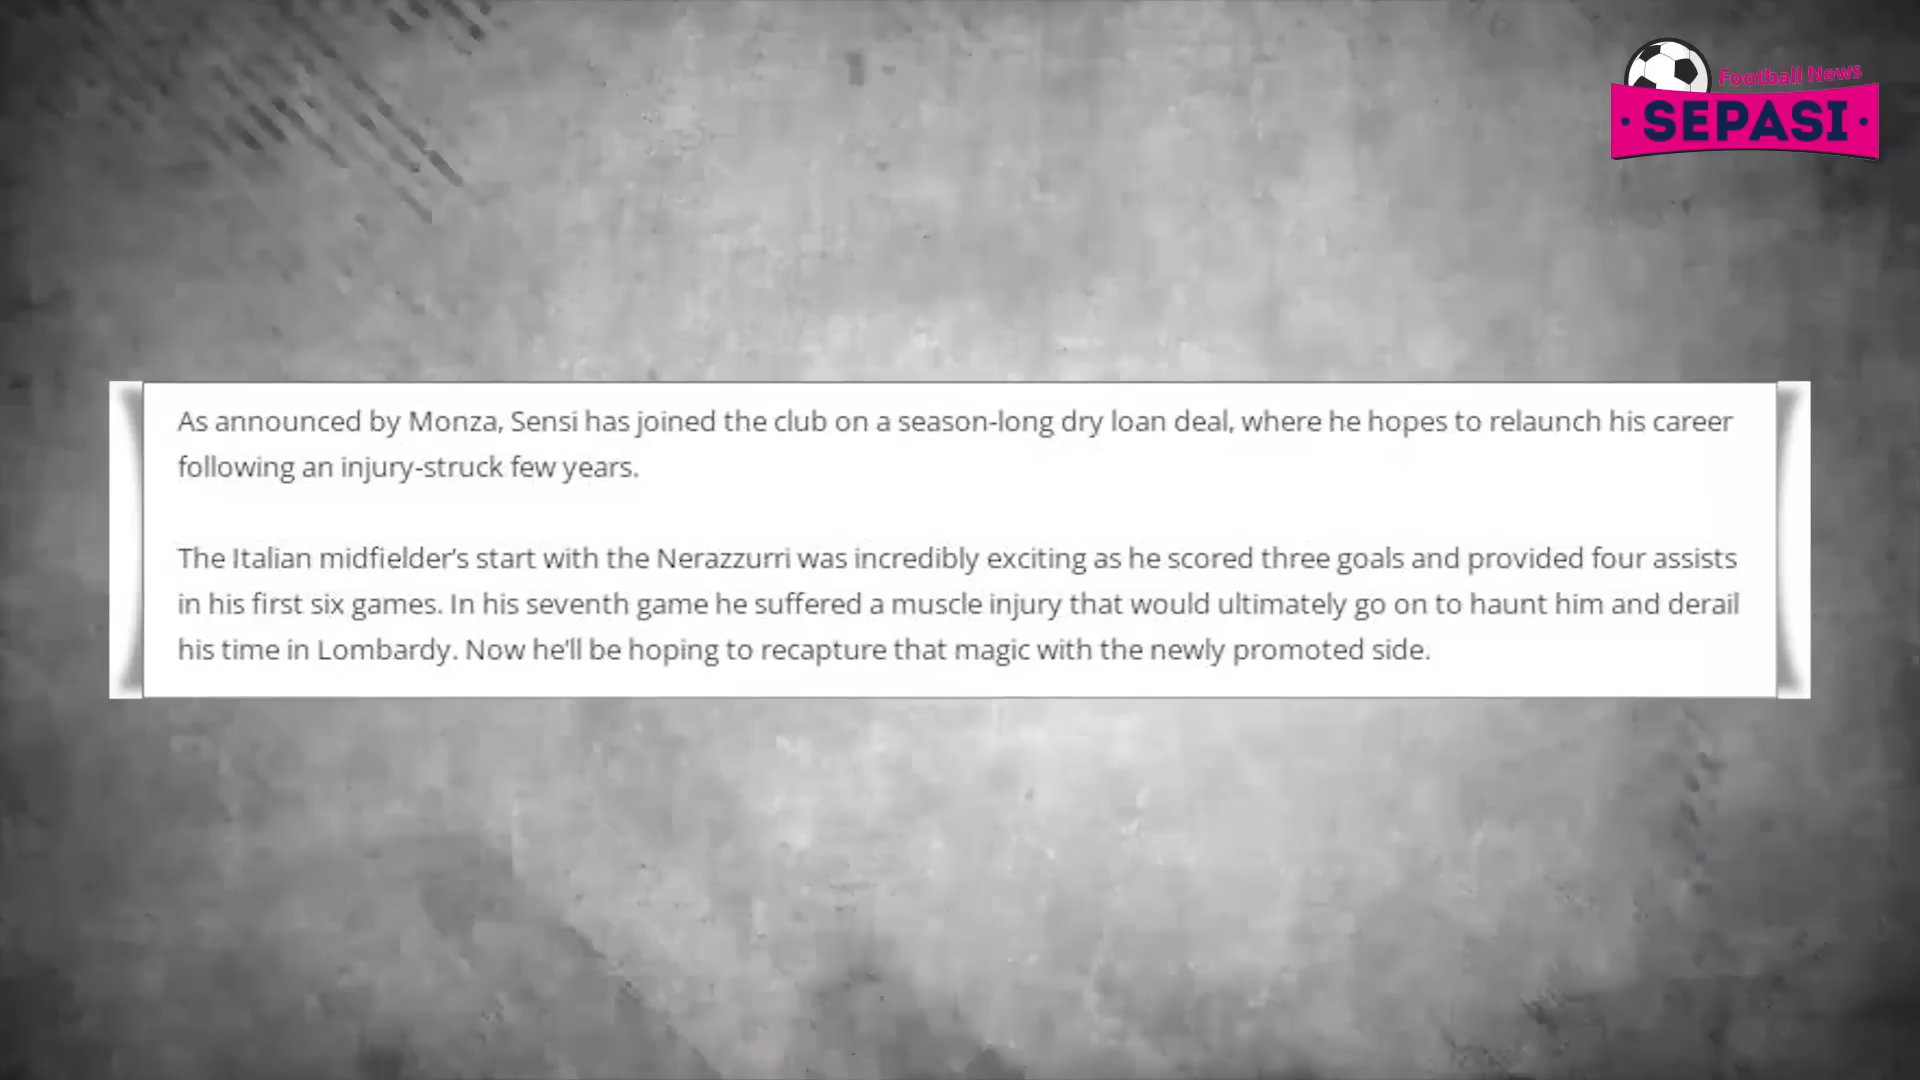 Football News
• SEPASI •
As announced by Monza, Sensi has joined the club on a season-long dry loan deal, where he hopes to relaunch his career
following an injury-struck few years.
The Italian midfielder's start with the Nerazzurri was incredibly exciting as he scored three goals and provided four assists
in his first six games. In his seventh game he suffered a muscle injury that would ultimately go on to haunt him and derail
his time in Lombardy. Now he'll be hoping to recapture that magic with the newly promoted side.